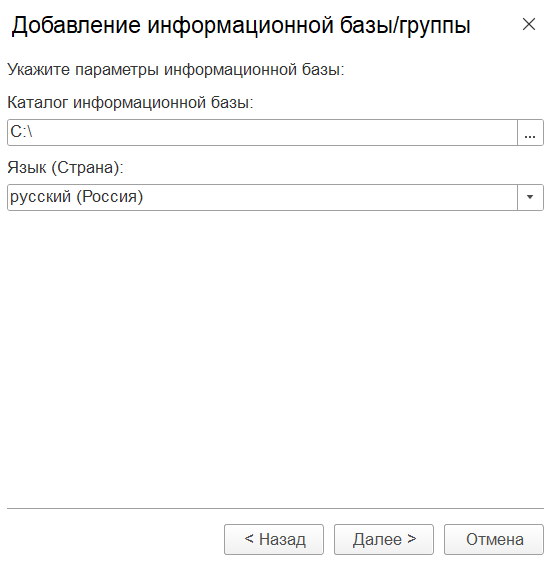 Добавление информационной базы/группы
Укажите параметры информационной базы:
Каталог информационной базы:
C:\
...
Язык (Страна):
русский (Россия)
< Назад
Далее >
Отмена